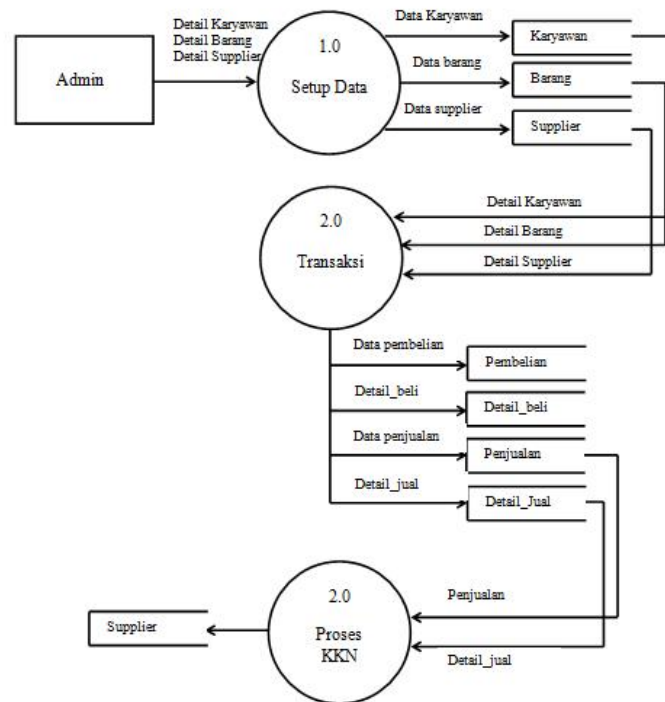 Detail Karyawan
Detail Barang
Detail Supplier
Admin
1.0
Setup Data
Data Karyawan
Karyawan
Data barang
Barang
Data supplier
Supplier
2.0
Transaksi
Detail Karyawan
Detail Barang
Detail Supplier
Data pembelian
Pembelian
Detail_beli
Detail_beli
Data penjualan
Penjualan
Detail_jual
Detail_Jual
2.0
Proses
KKN
Penjualan
Detail_jual
Supplier